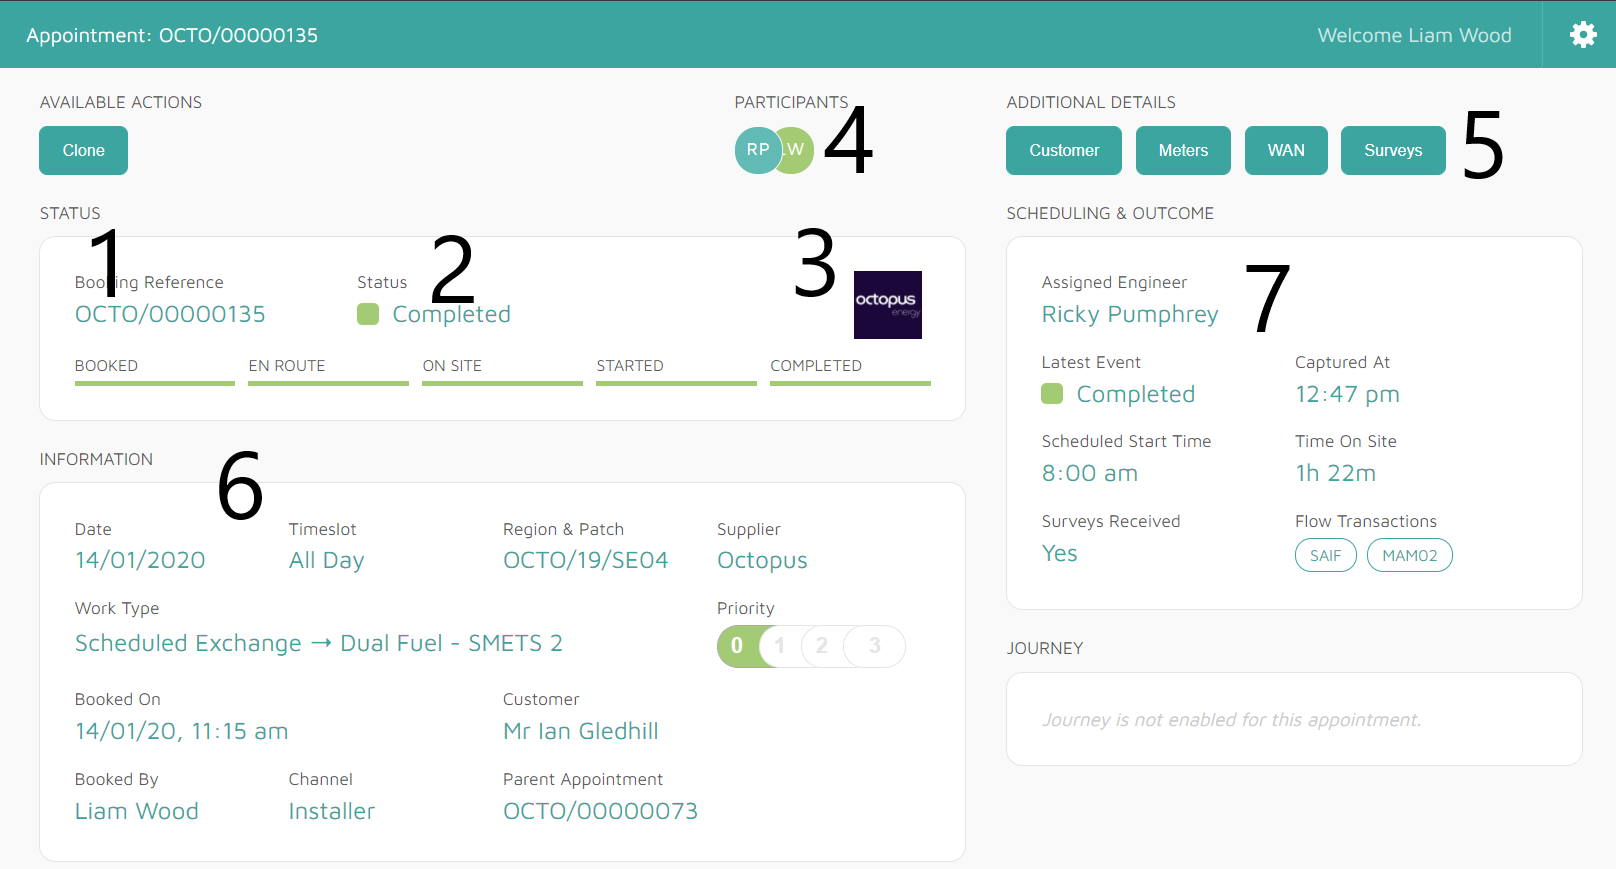 Appointment: OCTO/00000135
Welcome Liam Wood
AVAILABLE ACTIONS
Clone
PARTICIPANTS
RP
W
4
ADDITIONAL DETAILS
Customer
Meters
WAN
Surveys
5
STATUS
1
Booking Reference
OCTO/00000135
2
Status
Completed
3
octopus
energy
BOOKED
EN ROUTE
ON SITE
STARTED
COMPLETED
SCHEDULING & OUTCOME
7
Assigned Engineer
Ricky Pumphrey
Latest Event
Completed
Captured At
12:47 pm
Scheduled Start Time
8:00 am
Time On Site
1h 22m
Surveys Received
Yes
Flow Transactions
SAIF
MAM02
INFORMATION
6
Date
14/01/2020
Timeslot
All Day
Region & Patch
OCTO/19/SE04
Supplier
Octopus
Work Type
Scheduled Exchange → Dual Fuel - SMETS 2
Priority
0 1 2 3
Booked On
14/01/20, 11:15 am
Customer
Mr Ian Gledhill
Booked By
Liam Wood
Channel
Installer
Parent Appointment
OCTO/00000073
JOURNEY
Journey is not enabled for this appointment.